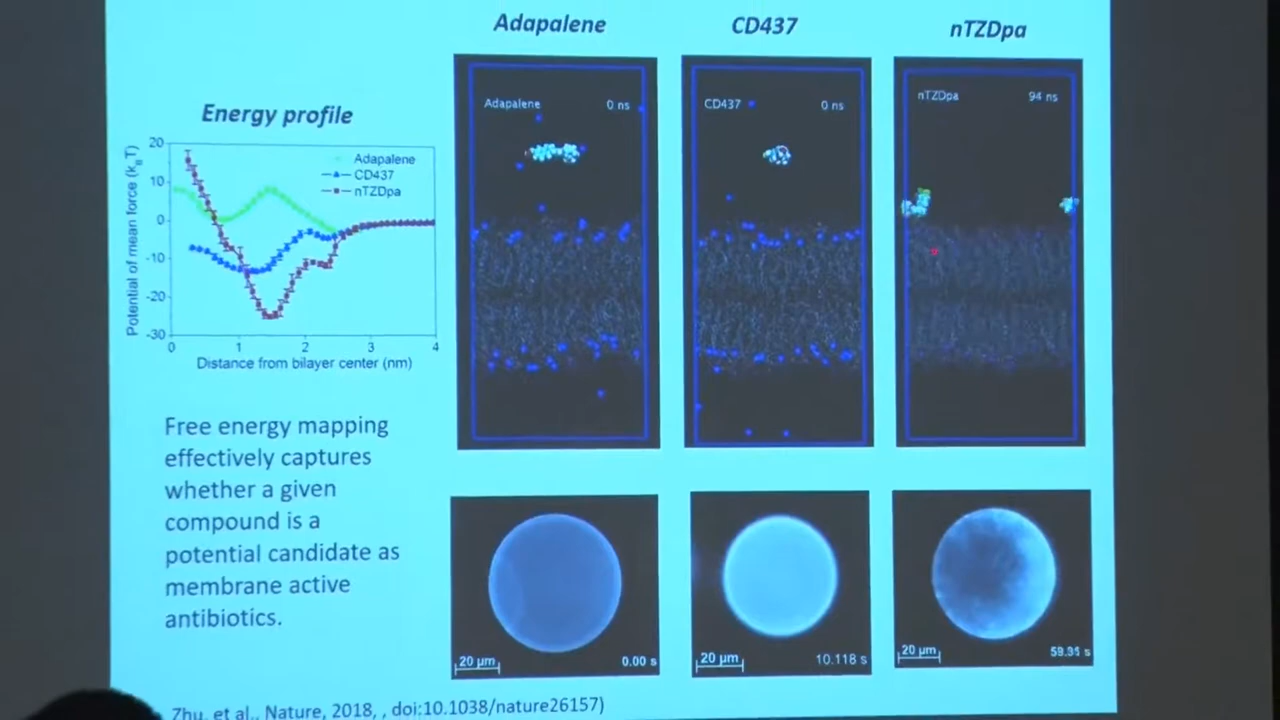 Adapalene
CD437
nTZDpa
Energy profile
Adapalene
CD437
nTZDpa
20
10
0
-10
-20
-30
Potential of mean force (kBT)
0
1
2
3
4
Distance from bilayer center (nm)
Adapalene 0 ns
CD437 0 ns
nTZDpa 94 ns
Free energy mapping
effectively captures
whether a given
compound is a
potential candidate as
membrane active
antibiotics.
20 µm 0.00 s
20 µm 10.118 s
20 µm
Zhu, et al., Nature, 2018, , doi:10.1038/nature26157)